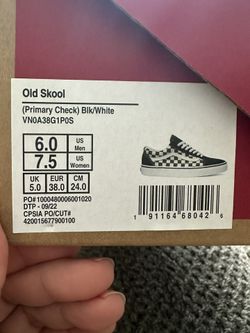 Old Skool
(Primary Check) Blk/White
VN0A38G1P0S
6.0 US Men
7.5 US Women
UK 5.0 EUR 38.0 CM 24.0
PO#1000480006001020
DTP - 09/22
CPSIA PO/CUT#
420015677900100
1 91164 68042 6